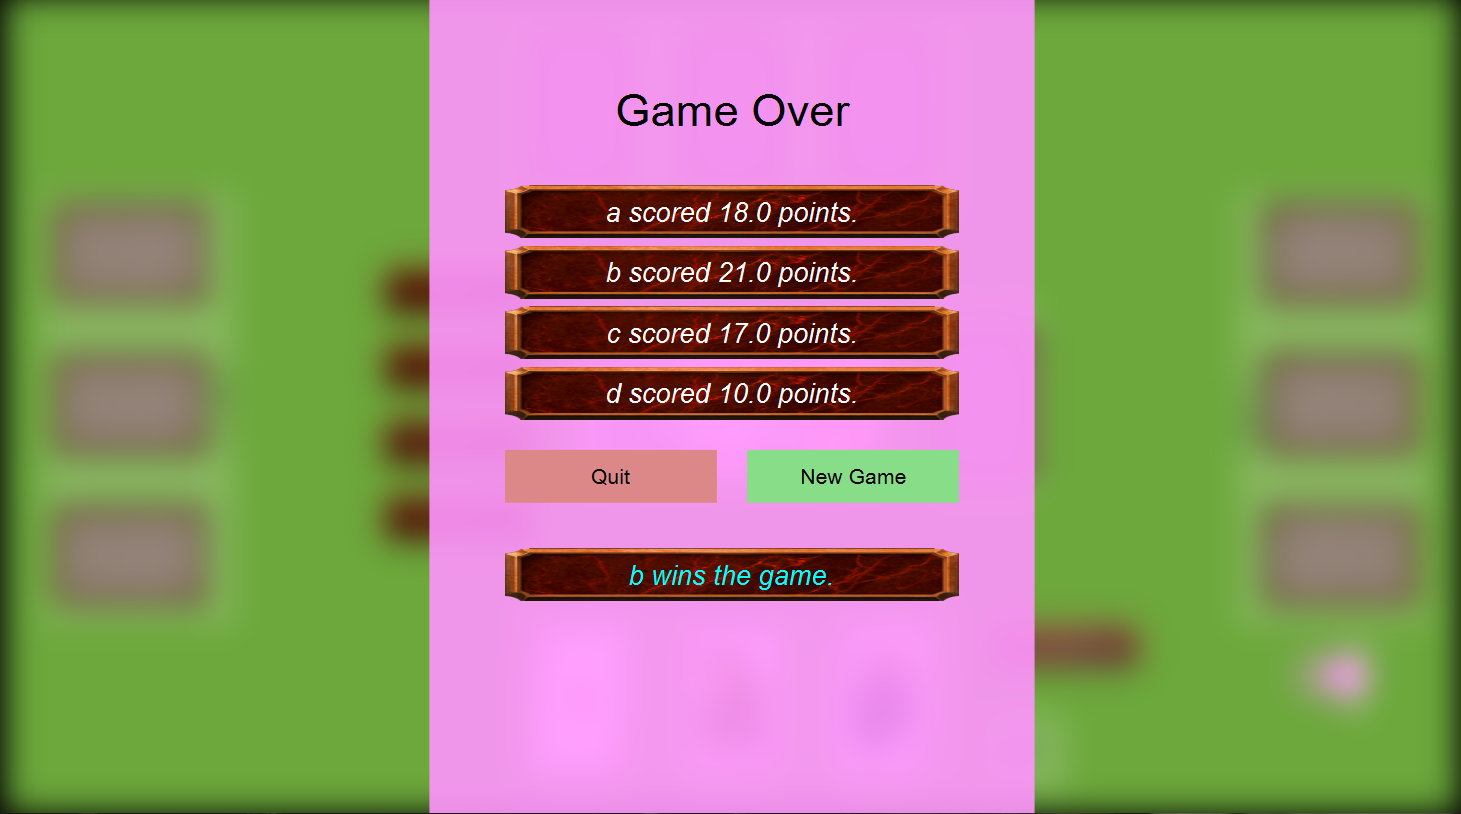 Game Over
a scored 18.0 points.
b scored 21.0 points.
c scored 17.0 points.
d scored 10.0 points.
Quit
New Game
b wins the game.